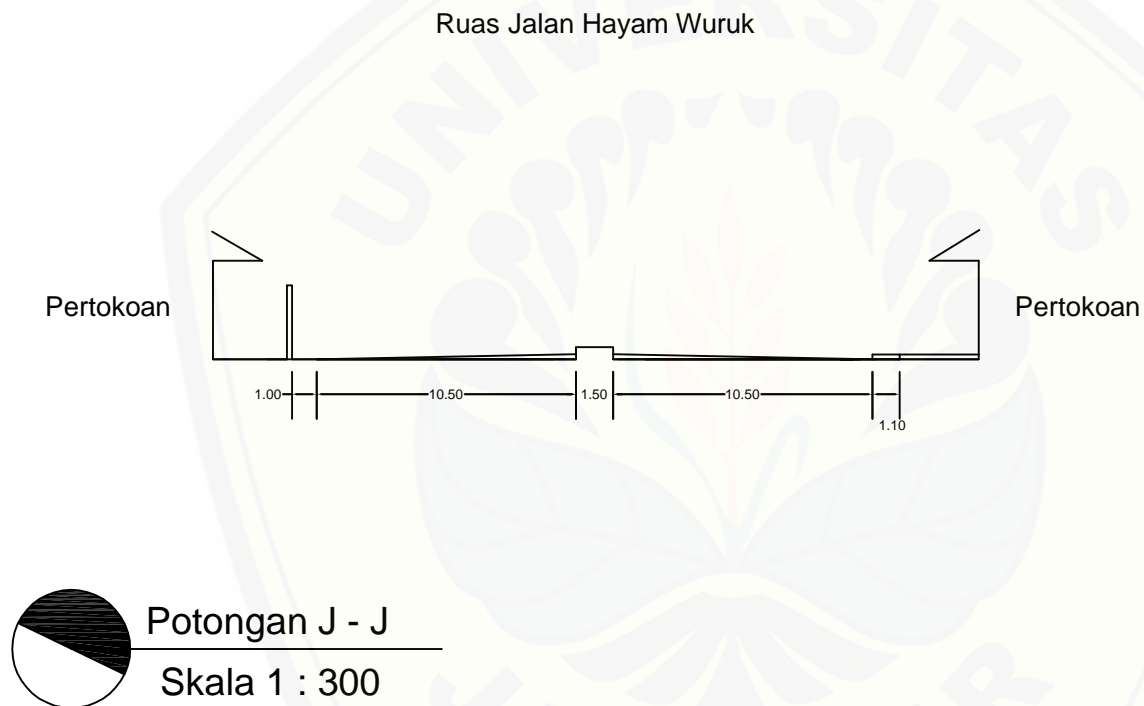 Ruas Jalan Hayam Wuruk
Pertokoan
Pertokoan
1.00
10.50
1.50
10.50
1.10
Potongan J - J
Skala 1 : 300
UNIVERSITAS